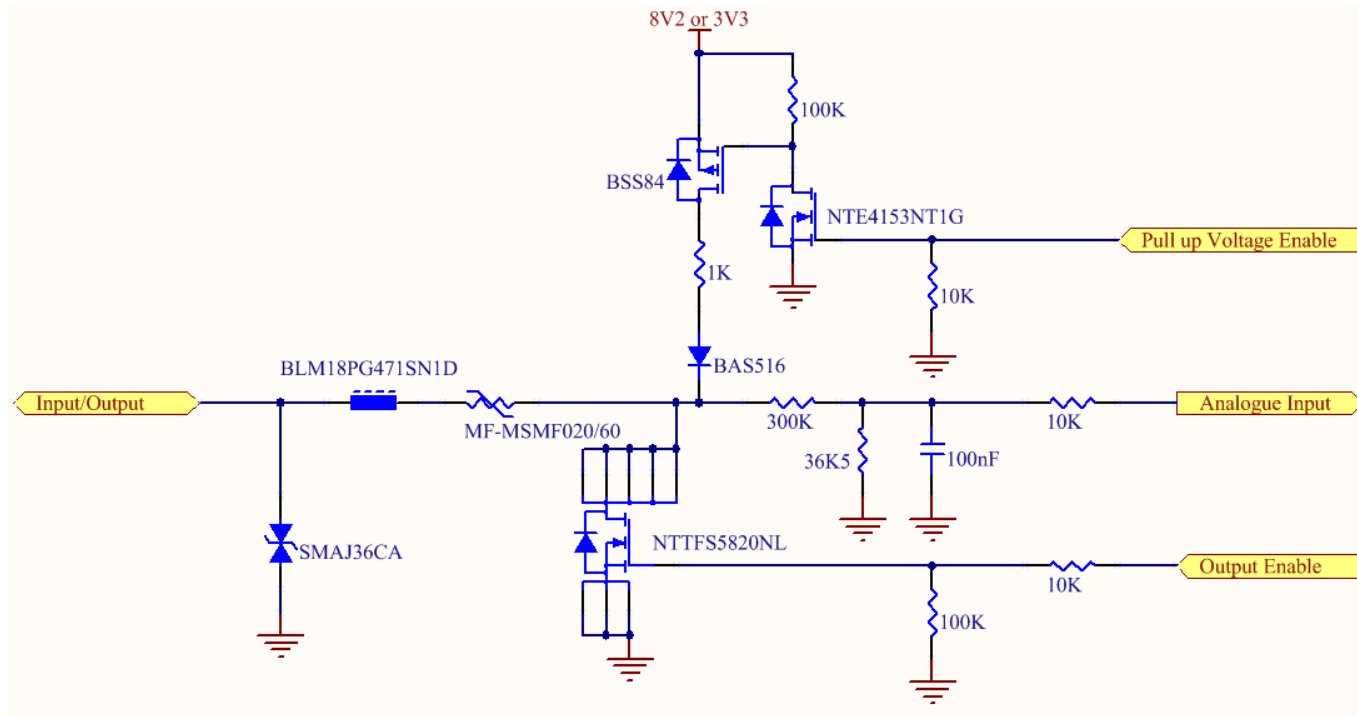 8V2 or 3V3
100K
BSS84
NTE4153NT1G
Pull up Voltage Enable
1K
10K
BAS516
BLM18PG471SN1D
Input/Output
MF-MSMF020/60
300K
10K
Analogue Input
36K5
100nF
SMAJ36CA
NTTFS5820NL
10K
Output Enable
100K